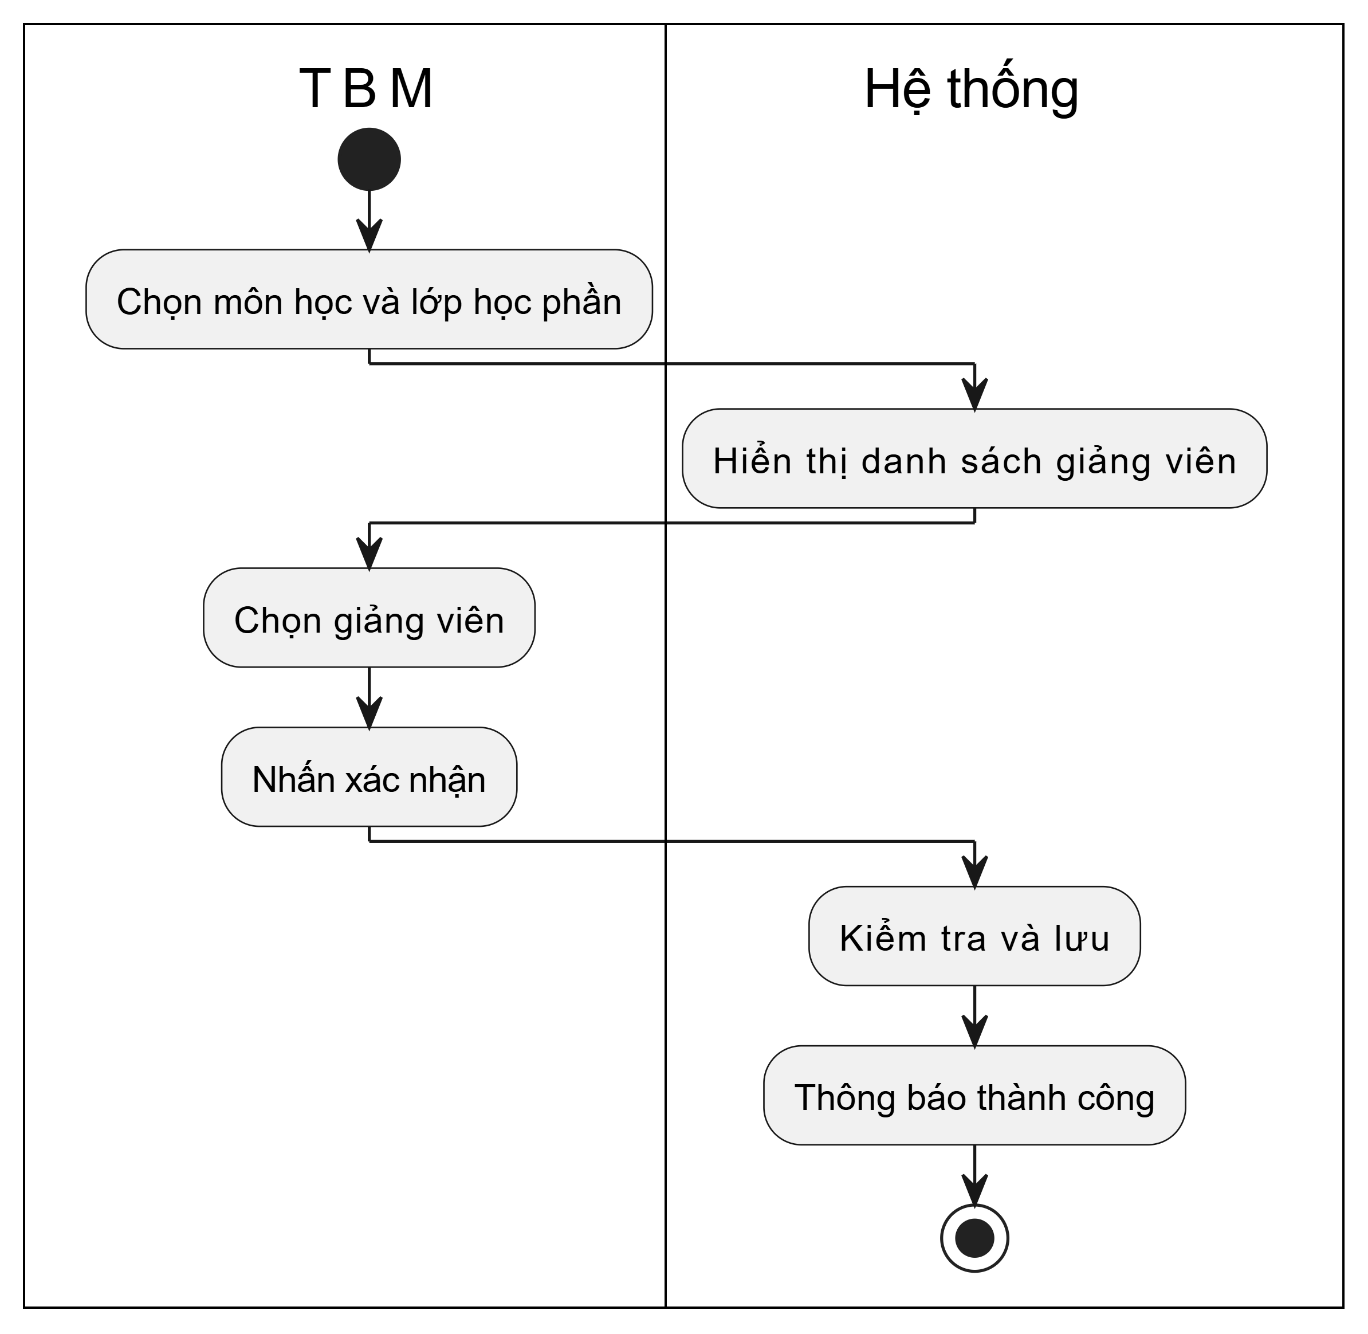 TBM
Hệ thống
Chọn môn học và lớp học phần
Hiển thị danh sách giảng viên
Chọn giảng viên
Nhấn xác nhận
Kiểm tra và lưu
Thông báo thành công